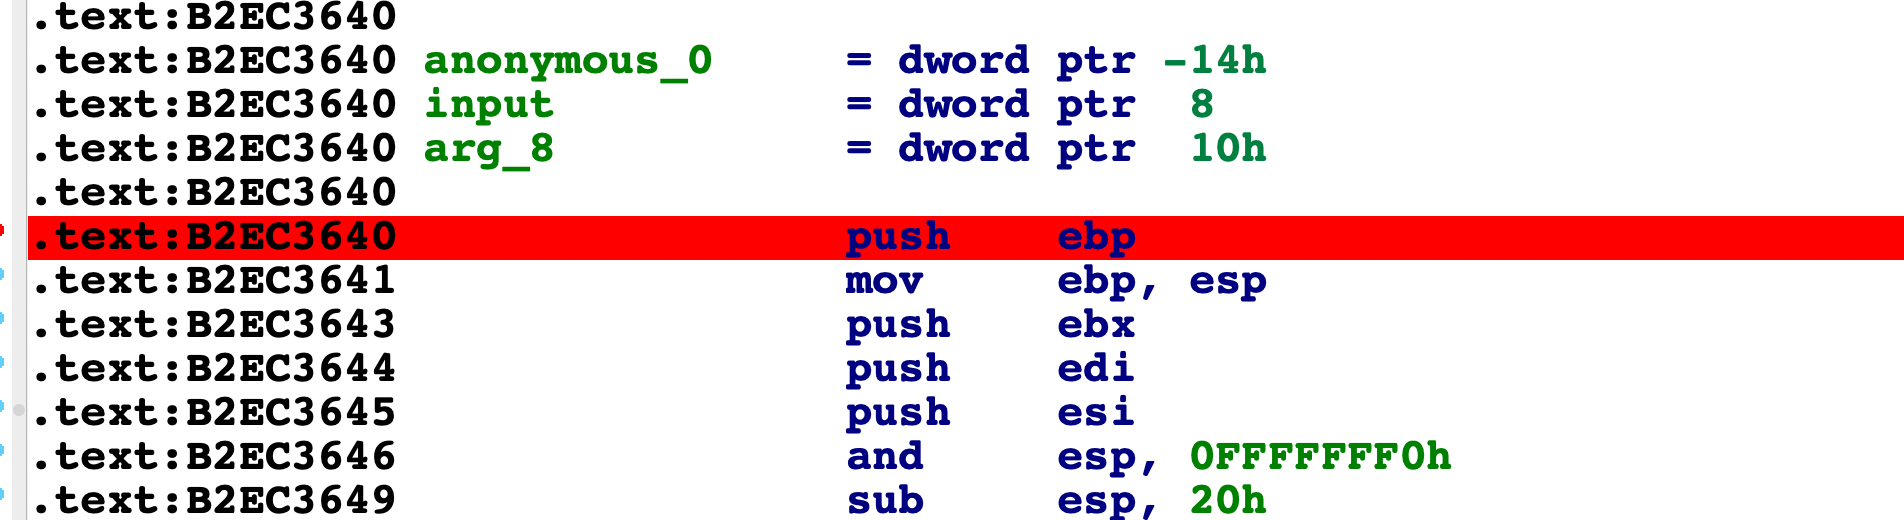 .text:B2EC3640
.text:B2EC3640 anonymous_0 = dword ptr -14h
.text:B2EC3640 input = dword ptr 8
.text:B2EC3640 arg_8 = dword ptr 10h
.text:B2EC3640
.text:B2EC3640 push ebp
.text:B2EC3641 mov ebp, esp
.text:B2EC3643 push ebx
.text:B2EC3644 push edi
.text:B2EC3645 push esi
.text:B2EC3646 and esp, 0FFFFFFF0h
.text:B2EC3649 sub esp, 20h